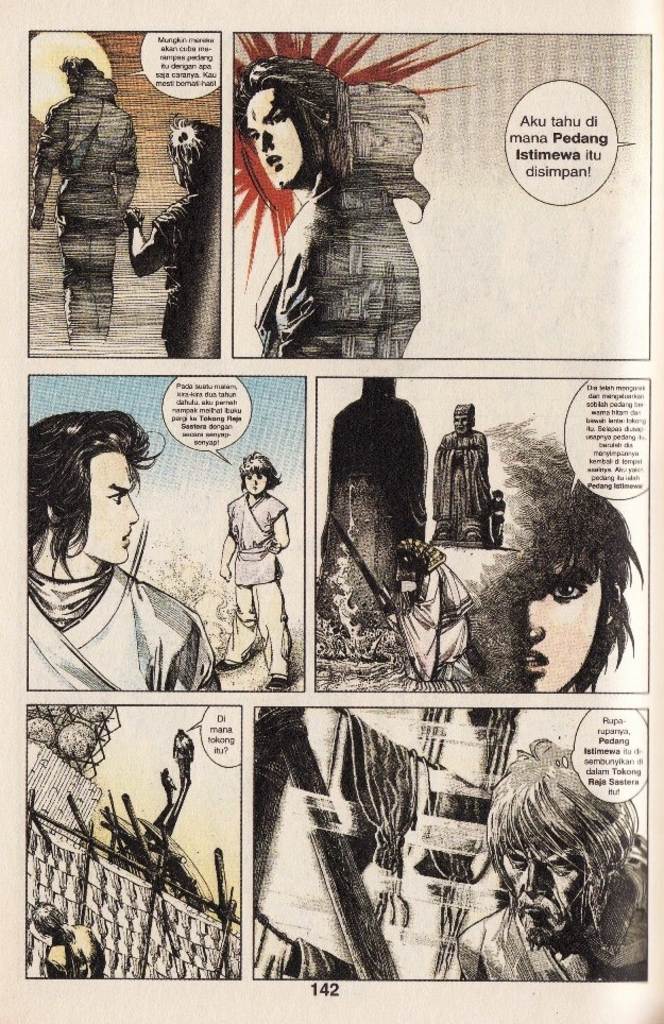 Mungkin mereka
akan cuba me-
rampas pedang
itu dengan apa
saja caranya. Kau
mesti berhati-hati!
Aku tahu di
mana Pedang
Istimewa itu
disimpan!
Pada suatu malam,
kira-kira dua tahun
dahulu, aku pernah
nampak melihat ibuku
pergi ke Tokong Raja
Sastera dengan
secara senyap-
senyap!
Dia telah mengorek
dan mengeluarkan
sebilah pedang ber-
warna hitam dari
bawah lantai tokong
itu. Selepas diusap-
usapnya pedang itu,
barulah dia
menyimpannya
kembali di tempat
asalnya. Aku yakin
pedang itu ialah
Pedang Istimewa!
Di
mana
tokong
itu?
Rupa-
rupanya,
Pedang
Istimewa itu di-
sembunyikan di
dalam Tokong
Raja Sastera
itu!
142